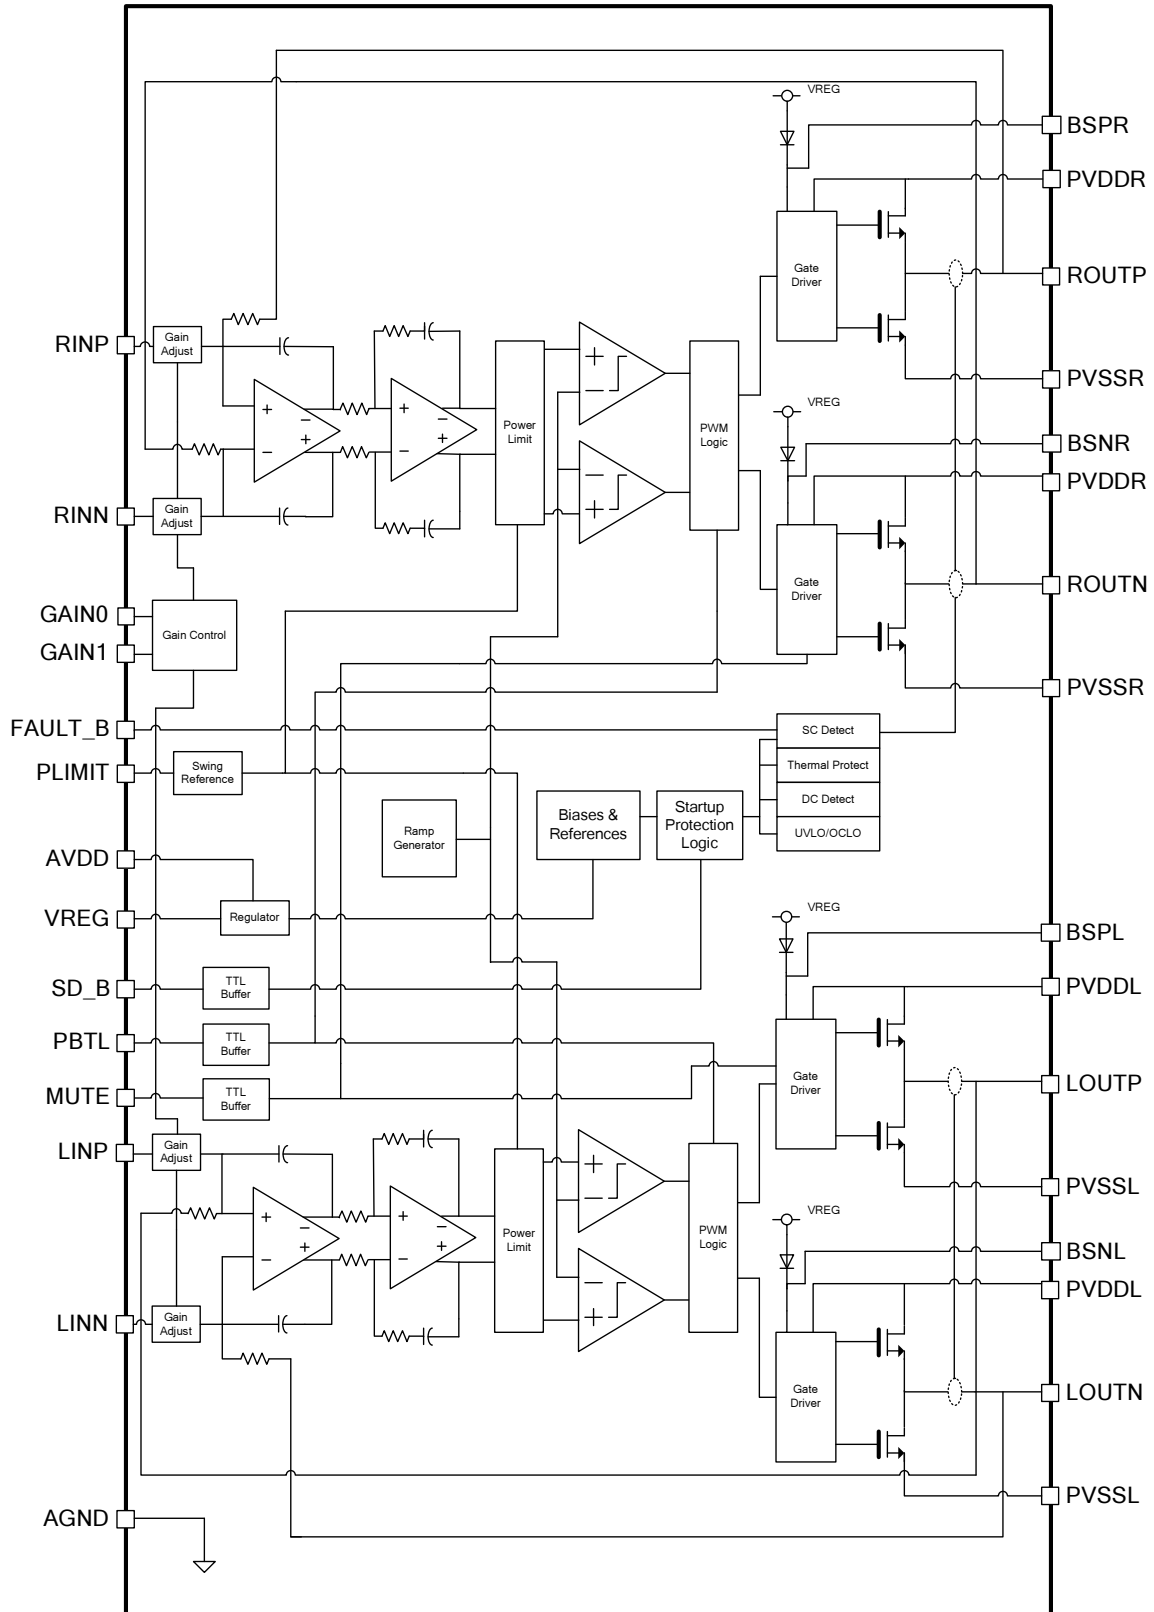 VREG
BSPR
PVDDR
Gate
Driver
ROUTP
RINP
Gain
Adjust
PVSSR
+
−
+
−
+
−
+
−
+
−
Power
Limit
PWM
Logic
VREG
BSNR
PVDDR
−
+
RINN
Gain
Adjust
Gate
Driver
ROUTN
GAIN0
GAIN1
Gain Control
PVSSR
FAULT_B
SC Detect
PLIMIT
Swing
Reference
Thermal Protect
DC Detect
UVLO/OCLO
Ramp
Generator
Biases &
References
Startup
Protection
Logic
AVDD
VREG
Regulator
VREG
BSPL
SD_B
TTL
Buffer
PVDDL
PBTL
TTL
Buffer
Gate
Driver
LOUTP
MUTE
TTL
Buffer
LINP
Gain
Adjust
PVSSL
+
−
+
−
+
−
+
−
+
−
Power
Limit
PWM
Logic
VREG
BSNL
PVDDL
−
+
LINN
Gain
Adjust
Gate
Driver
LOUTN
PVSSL
AGND